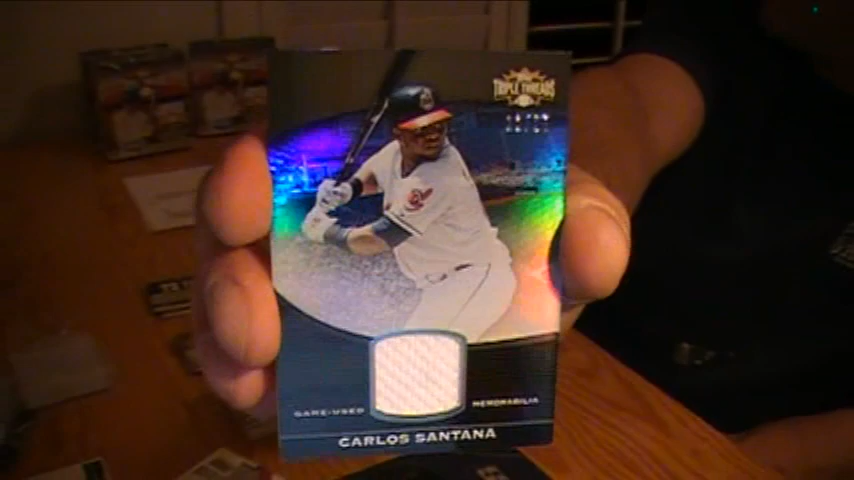 TRIPLE THREADS
GAME-USED MEMORABILIA
CARLOS SANTANA